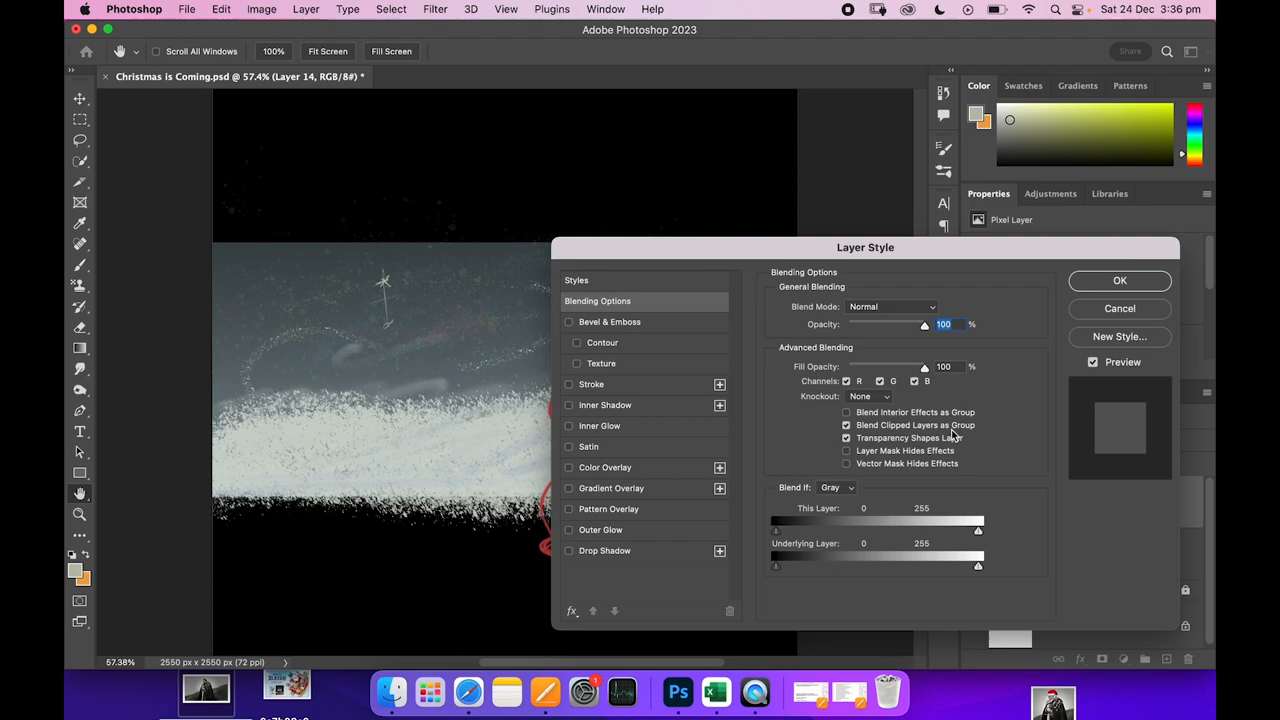 Photoshop File Edit Image Layer Type Select Filter 3D View Plugins Window Help Sat 24 Dec 3:36 pm
Adobe Photoshop 2023
Scroll All Windows 100% Fit Screen Fill Screen Share
Christmas is Coming.psd @ 57.4% (Layer 14, RGB/8#) *
Color Swatches Gradients Patterns
Properties Adjustments Libraries
Pixel Layer
Layer Style
Styles
Blending Options
Bevel & Emboss
Contour
Texture
Stroke
Inner Shadow
Inner Glow
Satin
Color Overlay
Gradient Overlay
Pattern Overlay
Outer Glow
Drop Shadow
fx
Blending Options
General Blending
Blend Mode: Normal
Opacity: 100 %
Advanced Blending
Fill Opacity: 100 %
Channels: R G B
Knockout: None
Blend Interior Effects as Group
Blend Clipped Layers as Group
Transparency Shapes Layer
Layer Mask Hides Effects
Vector Mask Hides Effects
Blend If: Gray
This Layer: 0 255
Underlying Layer: 0 255
OK
Cancel
New Style...
Preview
57.38% 2550 px x 2550 px (72 ppi)
fx
1
Ps